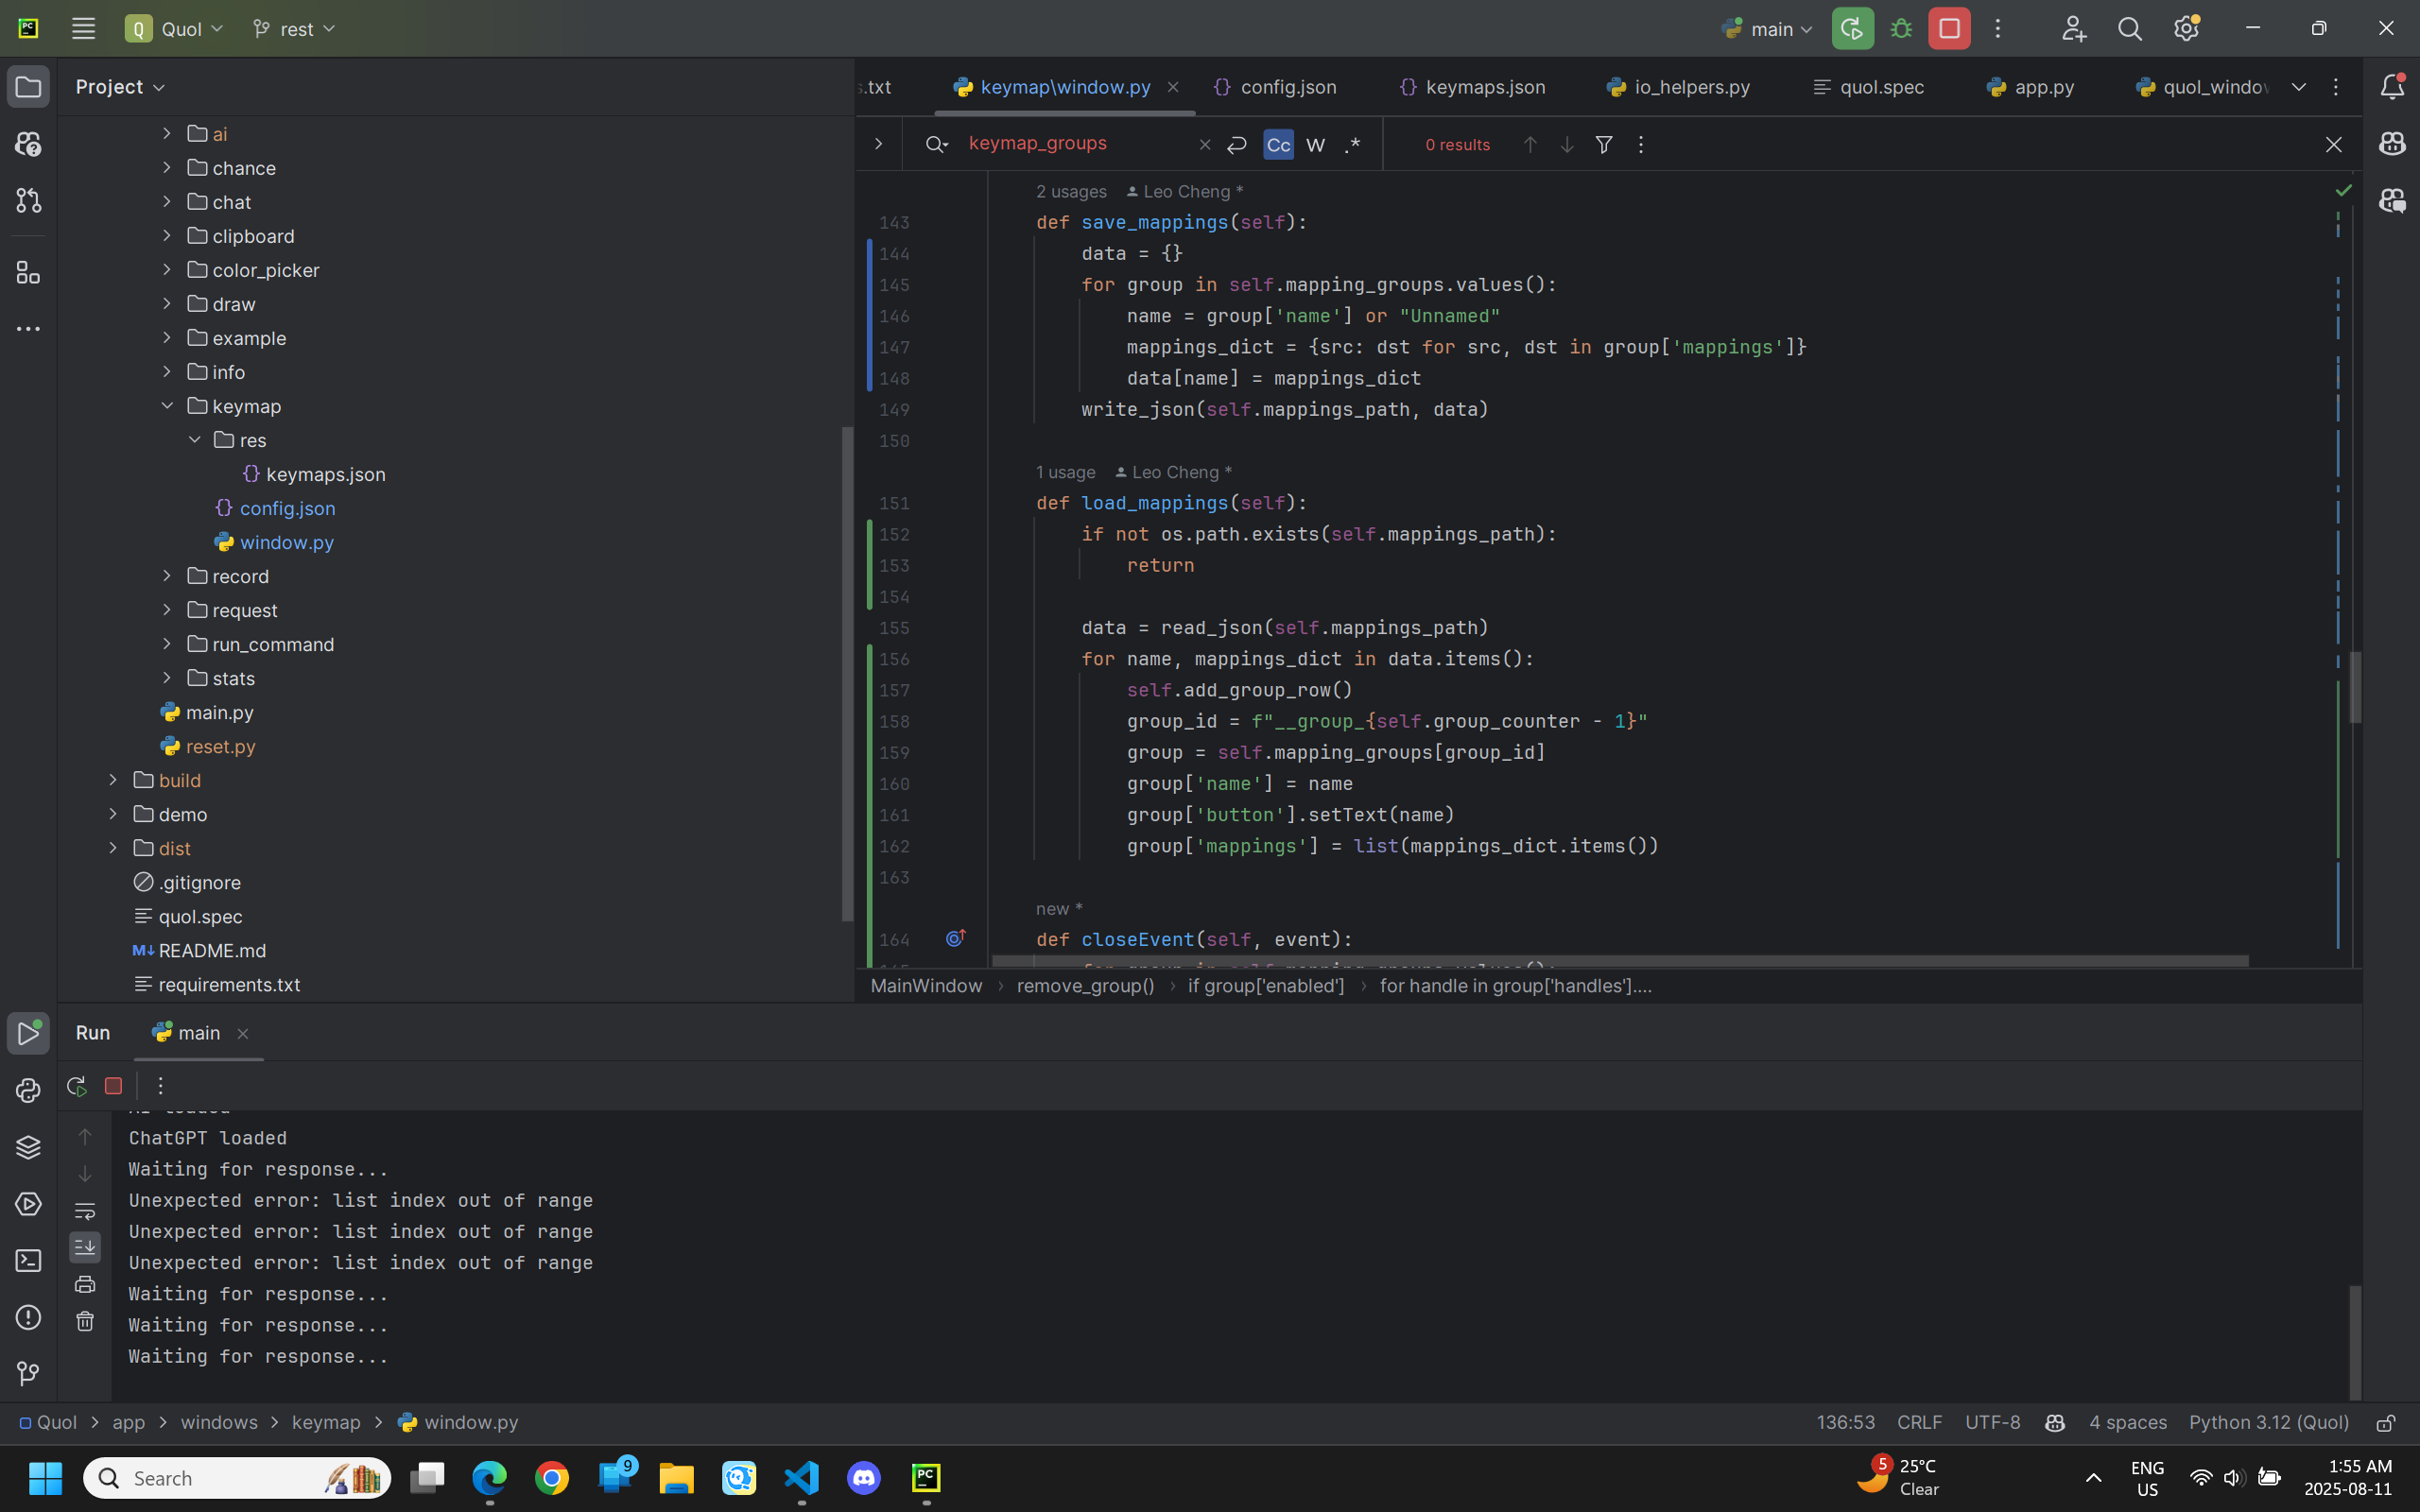 PC
Q Quol
rest
main
Project
s.txt
keymap\window.py
config.json
keymaps.json
io_helpers.py
quol.spec
app.py
quol_windo
keymap_groups
Cc
W
.*
0 results
ai
chance
chat
clipboard
color_picker
draw
example
info
keymap
res
keymaps.json
config.json
window.py
record
request
run_command
stats
main.py
reset.py
build
demo
dist
.gitignore
quol.spec
README.md
requirements.txt
2 usages Leo Cheng *
143 def save_mappings(self):
144 data = {}
145 for group in self.mapping_groups.values():
146 name = group['name'] or "Unnamed"
147 mappings_dict = {src: dst for src, dst in group['mappings']}
148 data[name] = mappings_dict
149 write_json(self.mappings_path, data)
150
1 usage Leo Cheng *
151 def load_mappings(self):
152 if not os.path.exists(self.mappings_path):
153 return
154
155 data = read_json(self.mappings_path)
156 for name, mappings_dict in data.items():
157 self.add_group_row()
158 group_id = f"__group_{self.group_counter - 1}"
159 group = self.mapping_groups[group_id]
160 group['name'] = name
161 group['button'].setText(name)
162 group['mappings'] = list(mappings_dict.items())
163
new *
164 def closeEvent(self, event):
MainWindow > remove_group() > if group['enabled'] > for handle in group['handles']....
Run
main
ChatGPT loaded
Waiting for response...
Unexpected error: list index out of range
Unexpected error: list index out of range
Unexpected error: list index out of range
Waiting for response...
Waiting for response...
Waiting for response...
Quol > app > windows > keymap > window.py
136:53 CRLF UTF-8 4 spaces Python 3.12 (Quol)
Search
9
PC
5
25°C
Clear
ENG
US
1:55 AM
2025-08-11